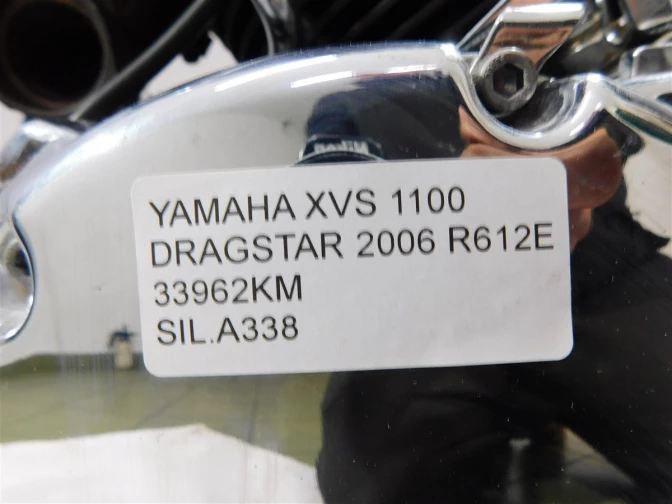 YAMAHA XVS 1100
DRAGSTAR 2006 R612E
33962KM
SIL.A338